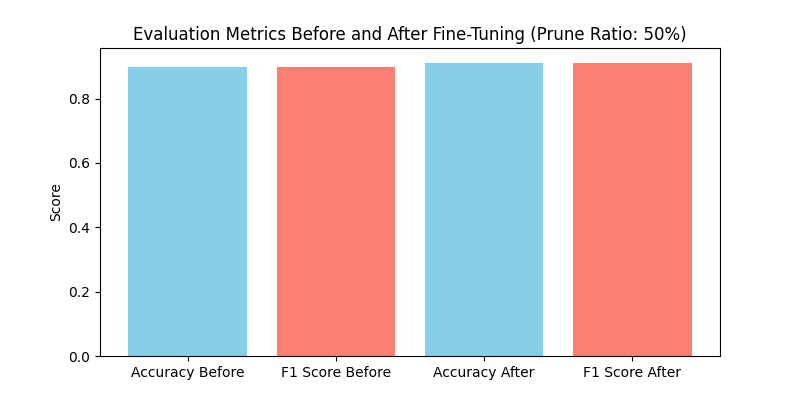 Evaluation Metrics Before and After Fine-Tuning (Prune Ratio: 50%)
Score
0.8
0.6
0.4
0.2
0.0
Accuracy Before
F1 Score Before
Accuracy After
F1 Score After